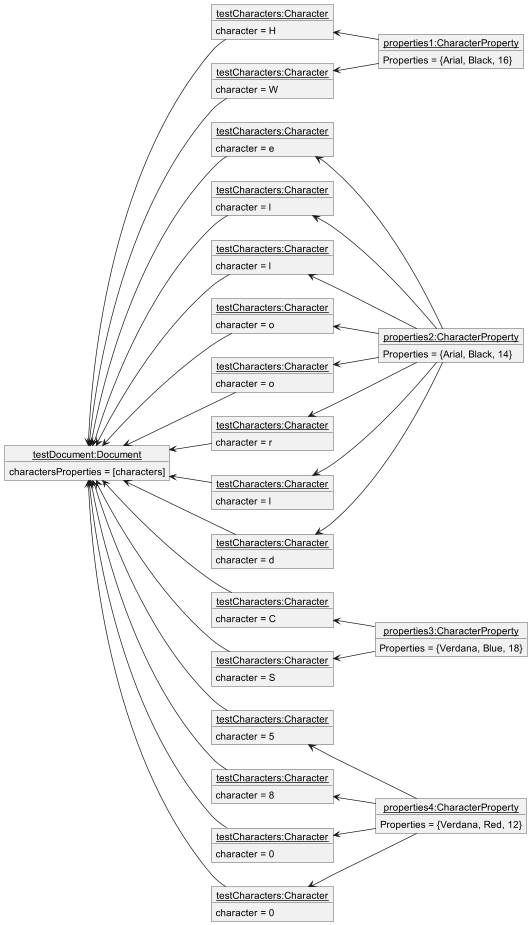 testCharacters:Character
character = H
properties1:CharacterProperty
Properties = {Arial, Black, 16}
testCharacters:Character
character = W
testCharacters:Character
character = e
testCharacters:Character
character = l
testCharacters:Character
character = l
testCharacters:Character
character = o
properties2:CharacterProperty
Properties = {Arial, Black, 14}
testCharacters:Character
character = o
testCharacters:Character
character = r
testDocument:Document
charactersProperties = [characters]
testCharacters:Character
character = l
testCharacters:Character
character = d
testCharacters:Character
character = C
properties3:CharacterProperty
Properties = {Verdana, Blue, 18}
testCharacters:Character
character = S
testCharacters:Character
character = 5
testCharacters:Character
character = 8
properties4:CharacterProperty
Properties = {Verdana, Red, 12}
testCharacters:Character
character = 0
testCharacters:Character
character = 0